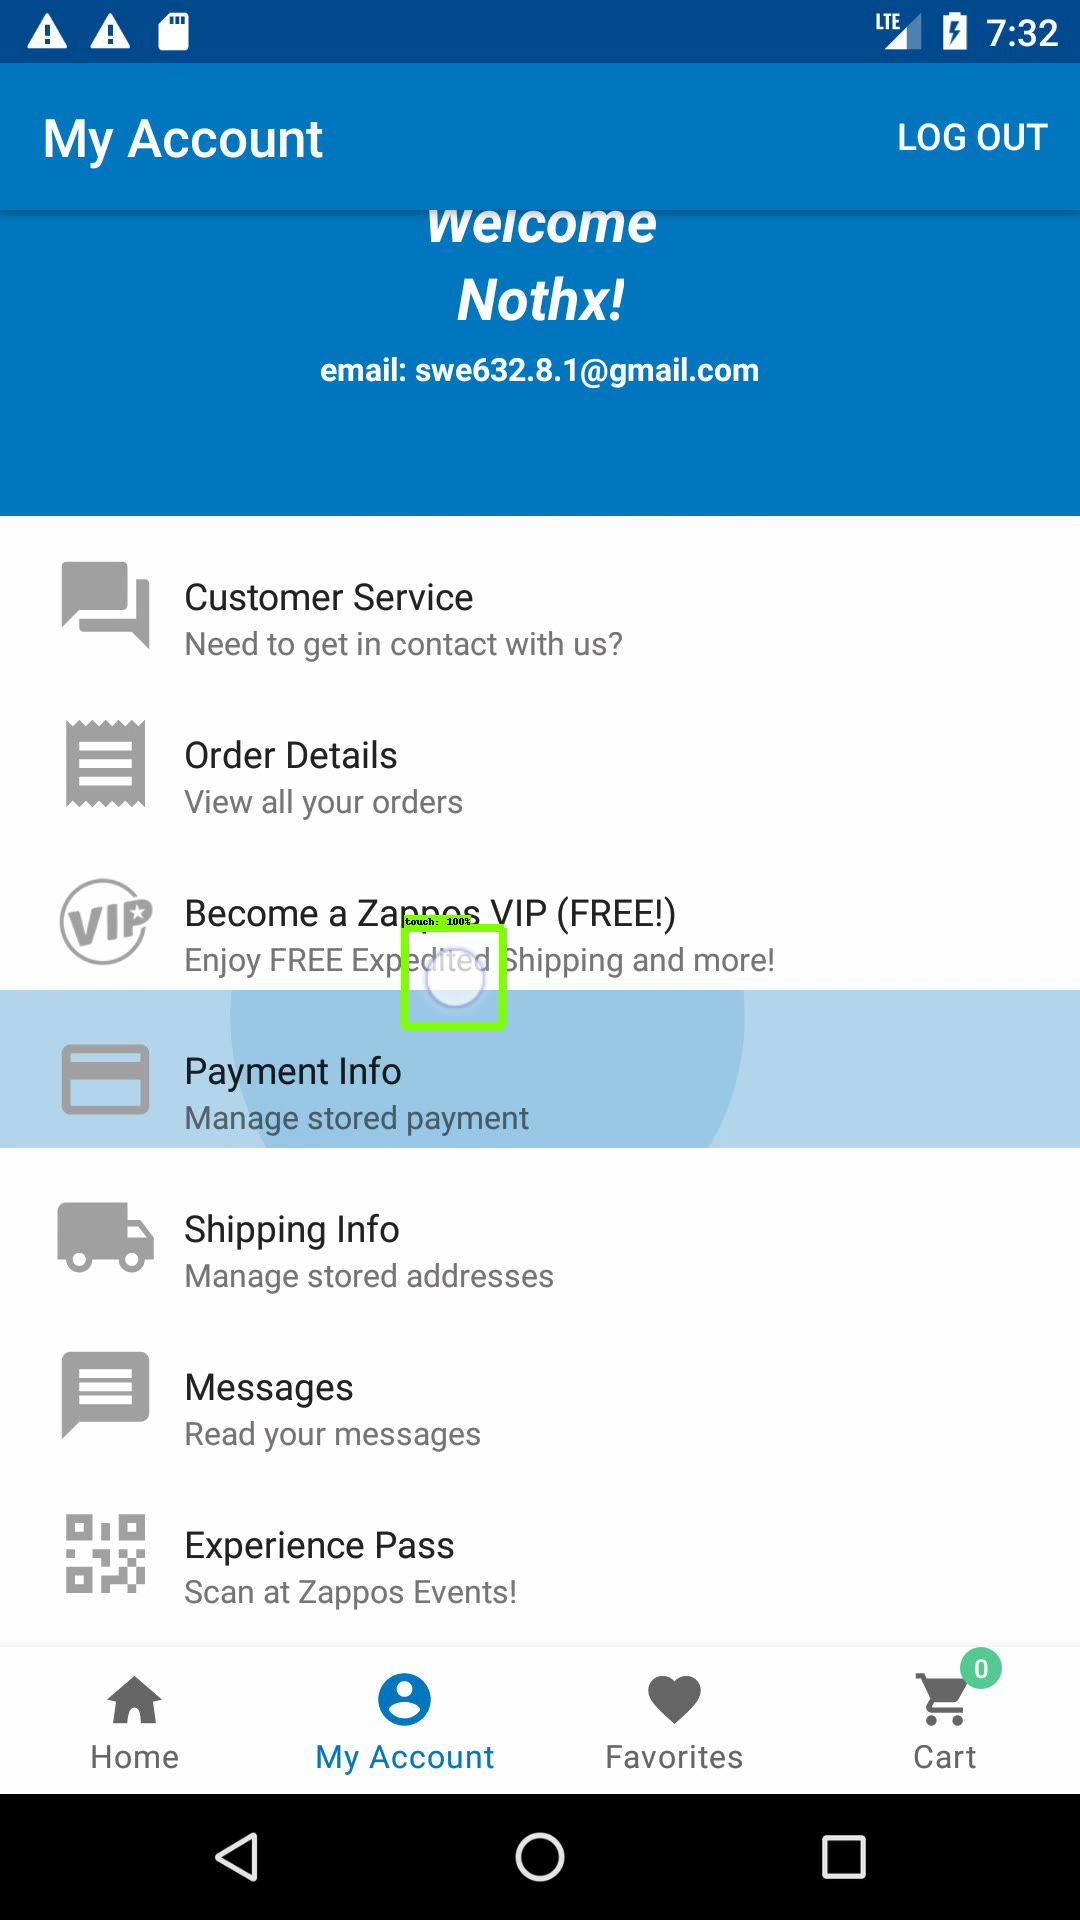 LTE 7:32
My Account LOG OUT
Welcome
Nothx!
email: swe632.8.1@gmail.com
Customer Service
Need to get in contact with us?
Order Details
View all your orders
VIP
Become a Zappos VIP (FREE!)
touch: 100%
Enjoy FREE Expedited Shipping and more!
Payment Info
Manage stored payment
Shipping Info
Manage stored addresses
Messages
Read your messages
Experience Pass
Scan at Zappos Events!
0
Home My Account Favorites Cart